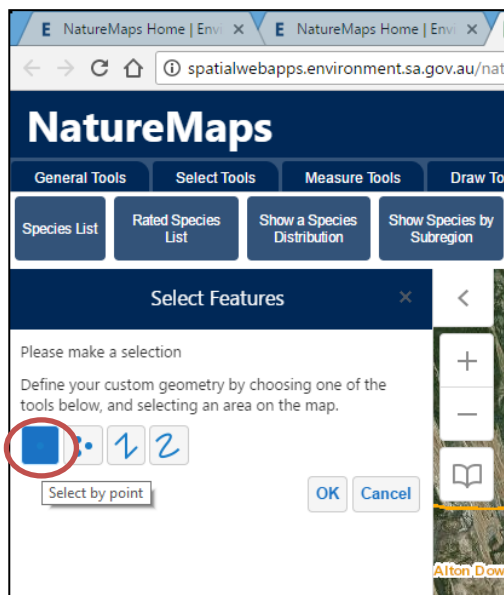 E NatureMaps Home | Envi ×
E NatureMaps Home | Envi ×
spatialwebapps.environment.sa.gov.au/nat
NatureMaps
General Tools Select Tools Measure Tools Draw To
Species List
Rated Species
List
Show a Species
Distribution
Show Species by
Subregion
Select Features ×
Please make a selection
Define your custom geometry by choosing one of the
tools below, and selecting an area on the map.
Select by point
OK Cancel
Alton Dow